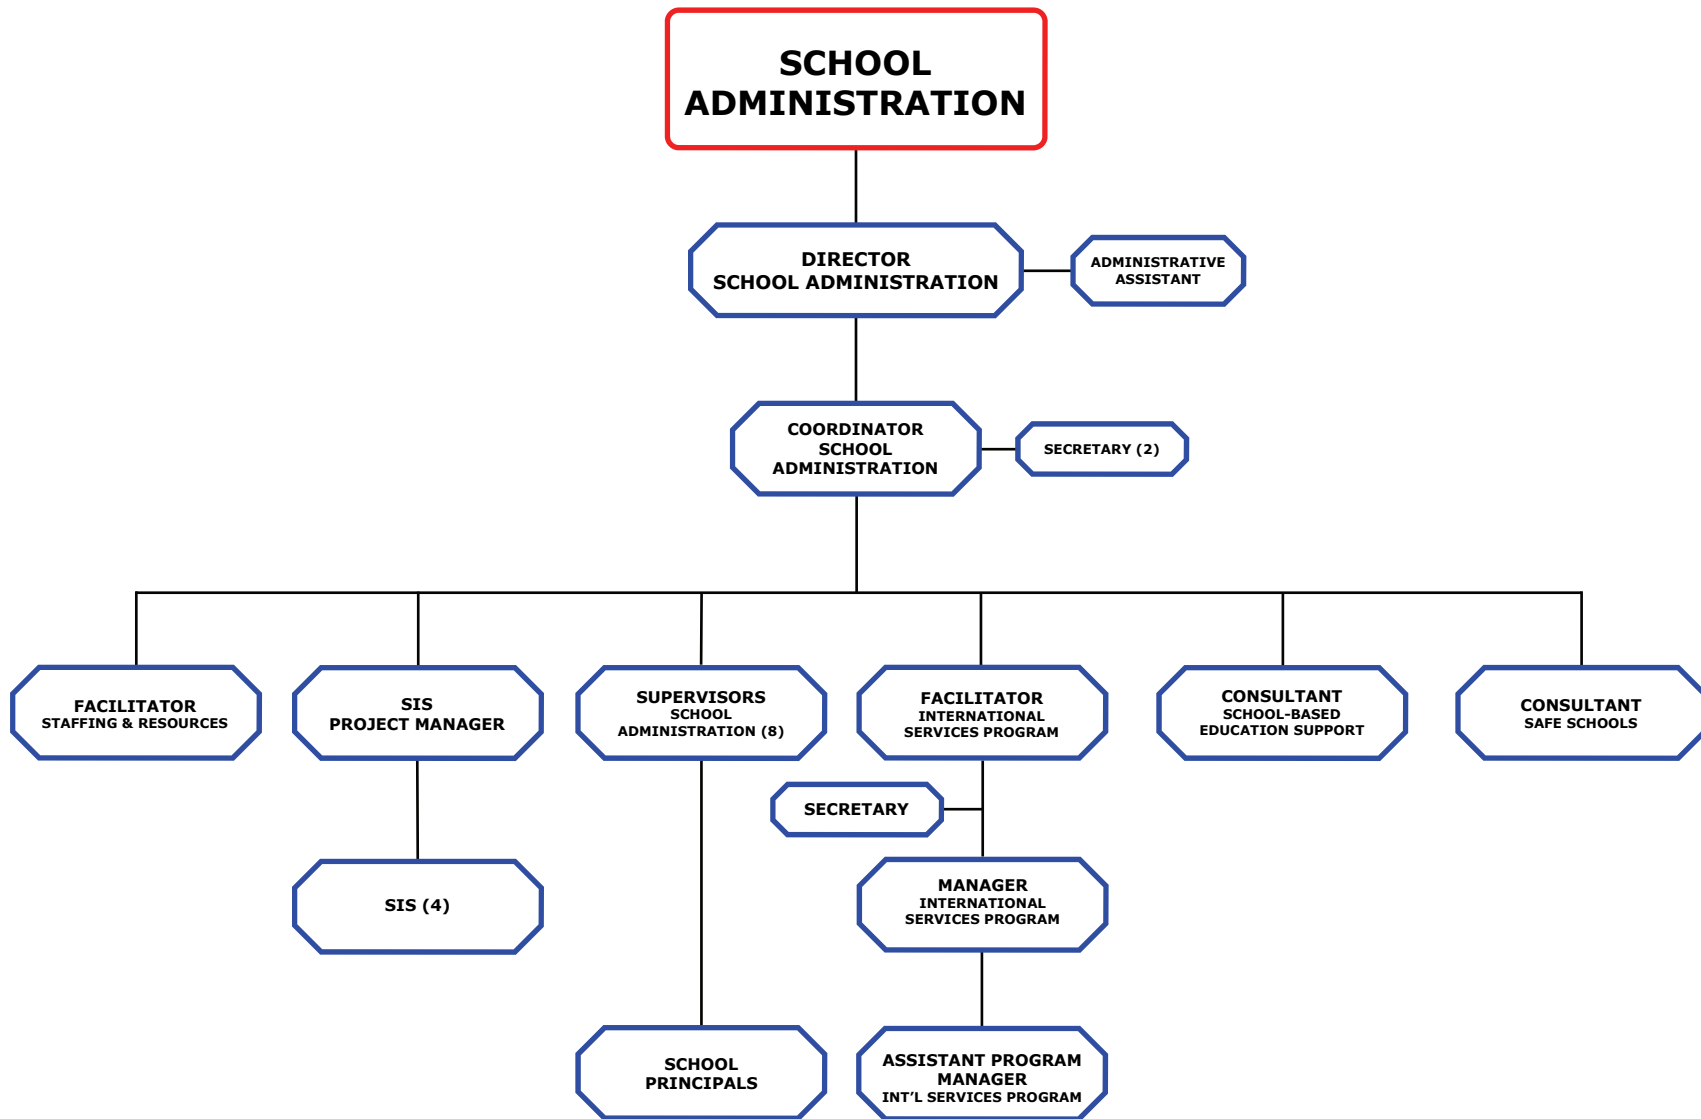 SCHOOL
ADMINISTRATION
DIRECTOR
SCHOOL ADMINISTRATION
ADMINISTRATIVE
ASSISTANT
COORDINATOR
SCHOOL
ADMINISTRATION
SECRETARY (2)
FACILITATOR
STAFFING & RESOURCES
SIS
PROJECT MANAGER
SUPERVISORS
SCHOOL
ADMINISTRATION (8)
FACILITATOR
INTERNATIONAL
SERVICES PROGRAM
CONSULTANT
SCHOOL-BASED
EDUCATION SUPPORT
CONSULTANT
SAFE SCHOOLS
SECRETARY
SIS (4)
MANAGER
INTERNATIONAL
SERVICES PROGRAM
SCHOOL
PRINCIPALS
ASSISTANT PROGRAM
MANAGER
INT’L SERVICES PROGRAM